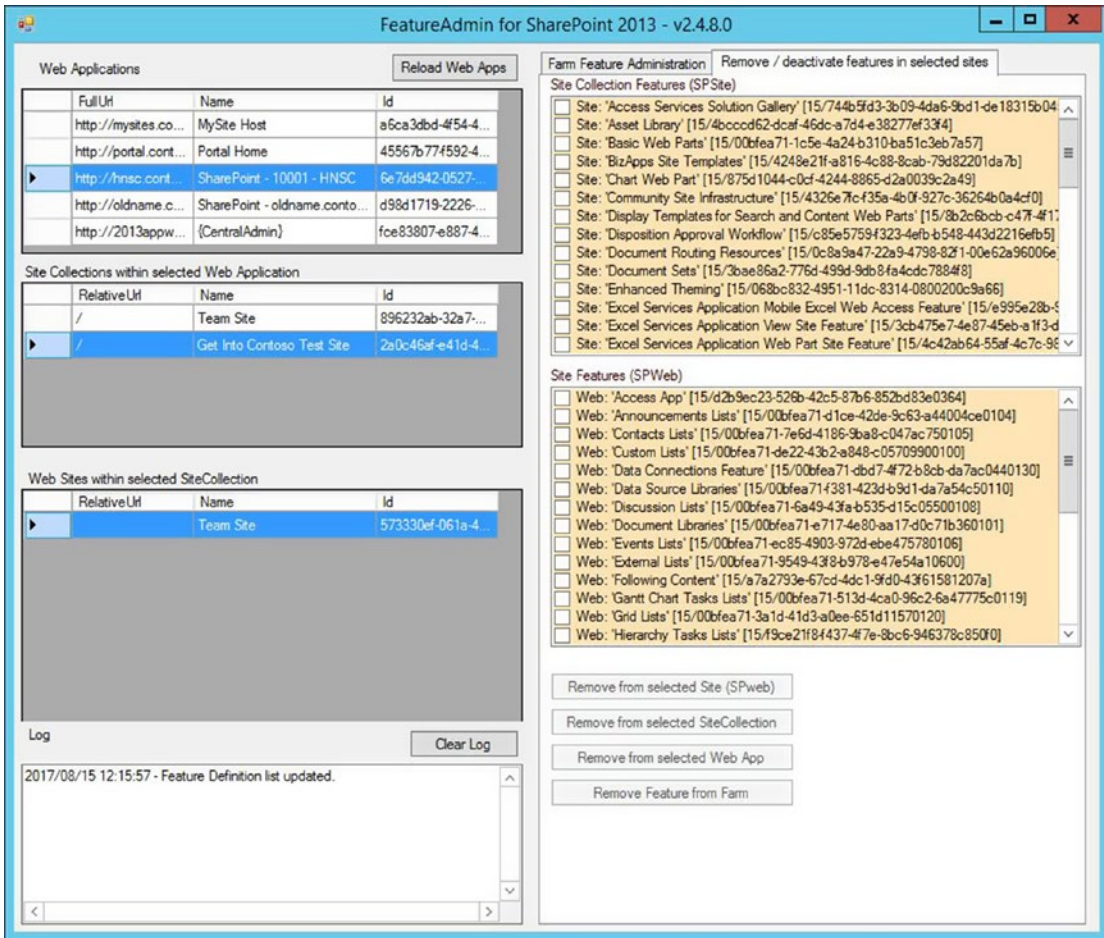 FeatureAdmin for SharePoint 2013 - v2.4.8.0
Web Applications
Reload Web Apps
FullUrl Name Id
http://mysites.co... MySite Host a6ca3dbd-4f54-4...
http://portal.cont... Portal Home 45567b77-f592-4...
http://hnsc.cont... SharePoint - 10001 - HNSC 6e7dd942-0527-...
http://oldname.c... SharePoint - oldname.conto... d98d1719-2226-...
http://2013appw... {CentralAdmin} fce83807-e887-4...
Site Collections within selected Web Application
RelativeUrl Name Id
/ Team Site 896232ab-32a7-...
/ Get Into Contoso Test Site 2a0c46af-e41d-4...
Web Sites within selected SiteCollection
RelativeUrl Name Id
Team Site 573330ef-061a-4...
Log
Clear Log
2017/08/15 12:15:57 - Feature Definition list updated.
Farm Feature Administration Remove / deactivate features in selected sites
Site Collection Features (SPSite)
Site: 'Access Services Solution Gallery' [15/744b5fd3-3b09-4da6-9bd1-de18315b04
Site: 'Asset Library' [15/4bcccd62-dcaf-46dc-a7d4-e38277ef33f4]
Site: 'Basic Web Parts' [15/00bfea71-1c5e-4a24-b310-ba51c3eb7a57]
Site: 'BizApps Site Templates' [15/4248e21f-a816-4c88-8cab-79d82201da7b]
Site: 'Chart Web Part' [15/875d1044-c0cf-4244-8865-d2a0039c2a49]
Site: 'Community Site Infrastructure' [15/4326e7fc-f35a-4b0f-927c-36264b0a4cf0]
Site: 'Display Templates for Search and Content Web Parts' [15/8b2c6bcb-c47f-4f17
Site: 'Disposition Approval Workflow' [15/c85e5759-f323-4efb-b548-443d2216efb5]
Site: 'Document Routing Resources' [15/0c8a9a47-22a9-4798-82f1-00e62a96006e]
Site: 'Document Sets' [15/3bae86a2-776d-499d-9db8-fa4cdc7884f8]
Site: 'Enhanced Theming' [15/068bc832-4951-11dc-8314-0800200c9a66]
Site: 'Excel Services Application Mobile Excel Web Access Feature' [15/e995e28b-9
Site: 'Excel Services Application View Site Feature' [15/3cb475e7-4e87-45eb-a1f3-d
Site: 'Excel Services Application Web Part Site Feature' [15/4c42ab64-55af-4c7c-98
Site Features (SPWeb)
Web: 'Access App' [15/d2b9ec23-526b-42c5-87b6-852bd83e0364]
Web: 'Announcements Lists' [15/00bfea71-d1ce-42de-9c63-a44004ce0104]
Web: 'Contacts Lists' [15/00bfea71-7e6d-4186-9ba8-c047ac750105]
Web: 'Custom Lists' [15/00bfea71-de22-43b2-a848-c05709900100]
Web: 'Data Connections Feature' [15/00bfea71-dbd7-4f72-b8cb-da7ac0440130]
Web: 'Data Source Libraries' [15/00bfea71-f381-423d-b9d1-da7a54c50110]
Web: 'Discussion Lists' [15/00bfea71-6a49-43fa-b535-d15c05500108]
Web: 'Document Libraries' [15/00bfea71-e717-4e80-aa17-d0c71b360101]
Web: 'Events Lists' [15/00bfea71-ec85-4903-972d-ebe475780106]
Web: 'External Lists' [15/00bfea71-9549-43f8-b978-e47e54a10600]
Web: 'Following Content' [15/a7a2793e-67cd-4dc1-9fd0-43f61581207a]
Web: 'Gantt Chart Tasks Lists' [15/00bfea71-513d-4ca0-96c2-6a47775c0119]
Web: 'Grid Lists' [15/00bfea71-3a1d-41d3-a0ee-651d11570120]
Web: 'Hierarchy Tasks Lists' [15/f9ce21f8-f437-4f7e-8bc6-946378c850f0]
Remove from selected Site (SPweb)
Remove from selected SiteCollection
Remove from selected Web App
Remove Feature from Farm